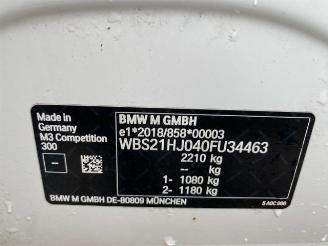 BMW M GMBH
Made in
Germany
M3 Competition
300
e1*2018/858*00003
WBS21HJ040FU34463
2210 kg
- kg
1- 1080 kg
2- 1180 kg
-
BMW M GMBH DE-80809 MÜNCHEN